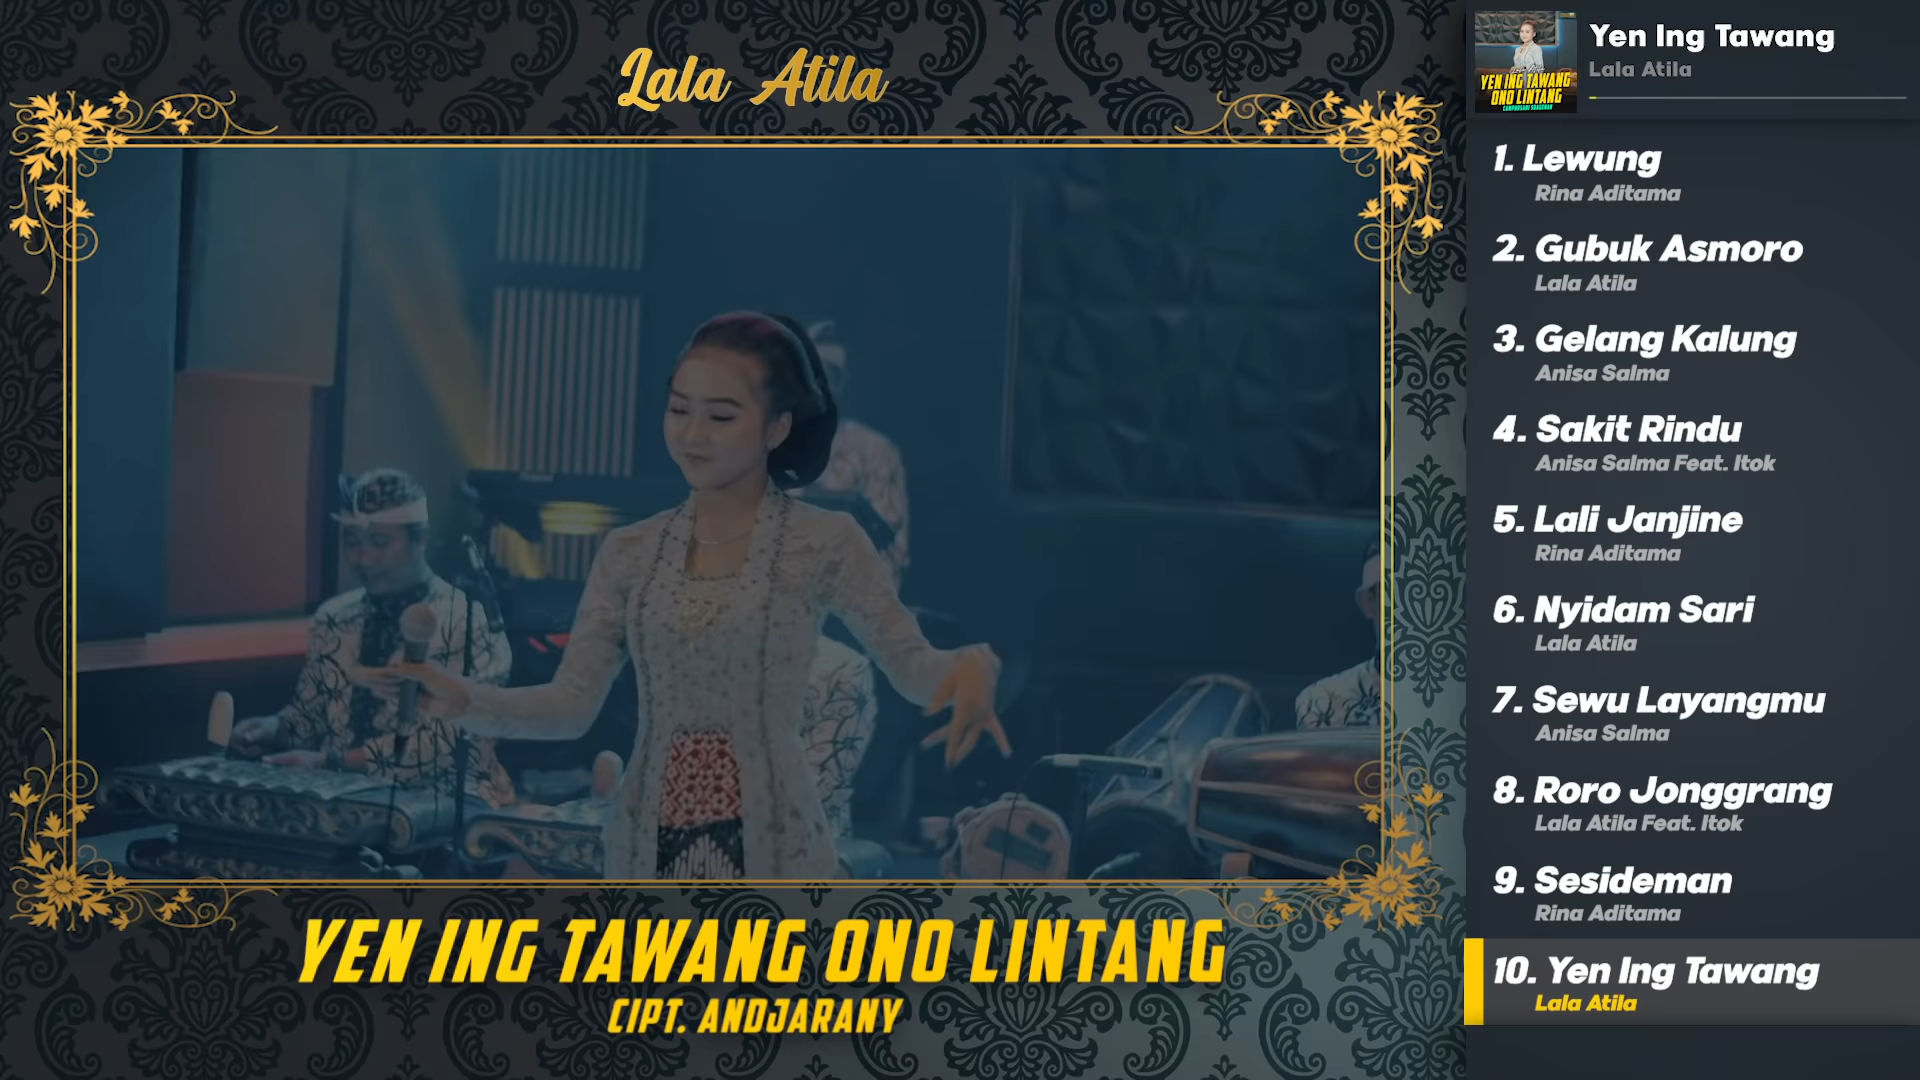 Lala Atila
YEN ING TAWANG ONO LINTANG
CIPT. ANDJARANY
YEN ING TAWANG
ONO LINTANG
Yen Ing Tawang
Lala Atila
1. Lewung
Rina Aditama
2. Gubuk Asmoro
Lala Atila
3. Gelang Kalung
Anisa Salma
4. Sakit Rindu
Anisa Salma Feat. Itok
5. Lali Janjine
Rina Aditama
6. Nyidam Sari
Lala Atila
7. Sewu Layangmu
Anisa Salma
8. Roro Jonggrang
Lala Atila Feat. Itok
9. Sesideman
Rina Aditama
10. Yen Ing Tawang
Lala Atila